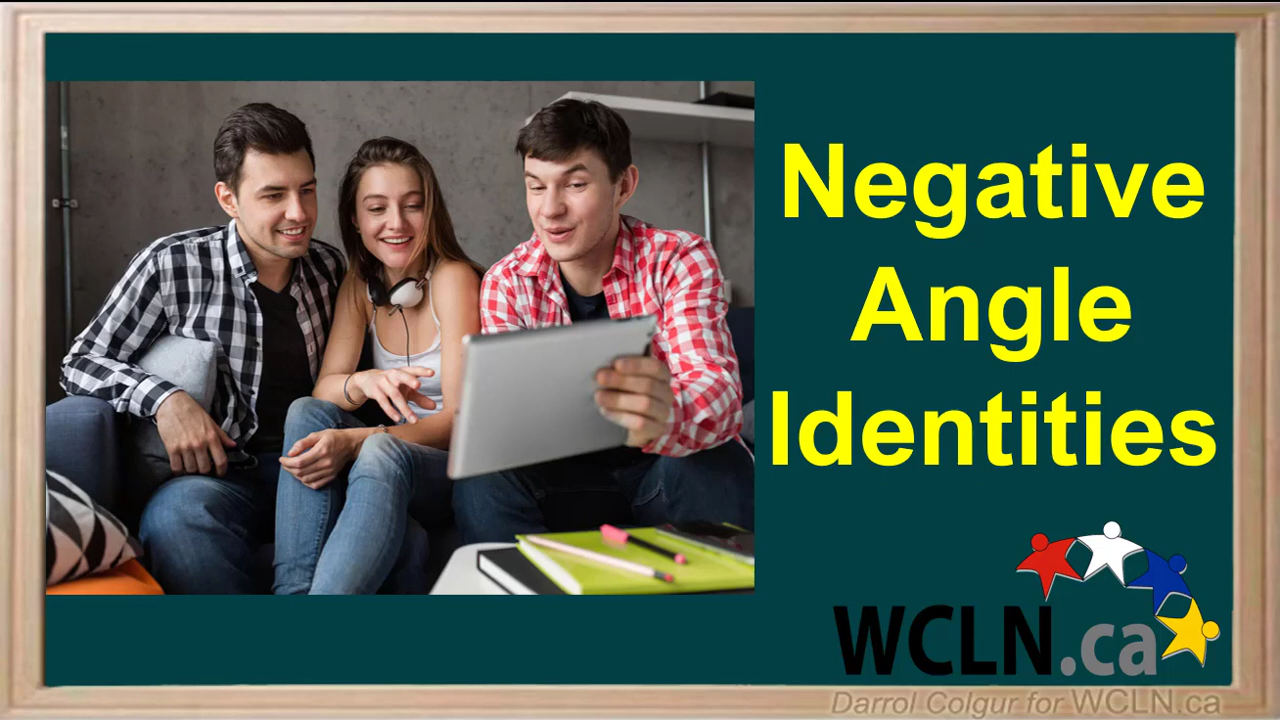 Negative
Angle
Identities
WCLN.ca
Darrol Colgur for WCLN.ca